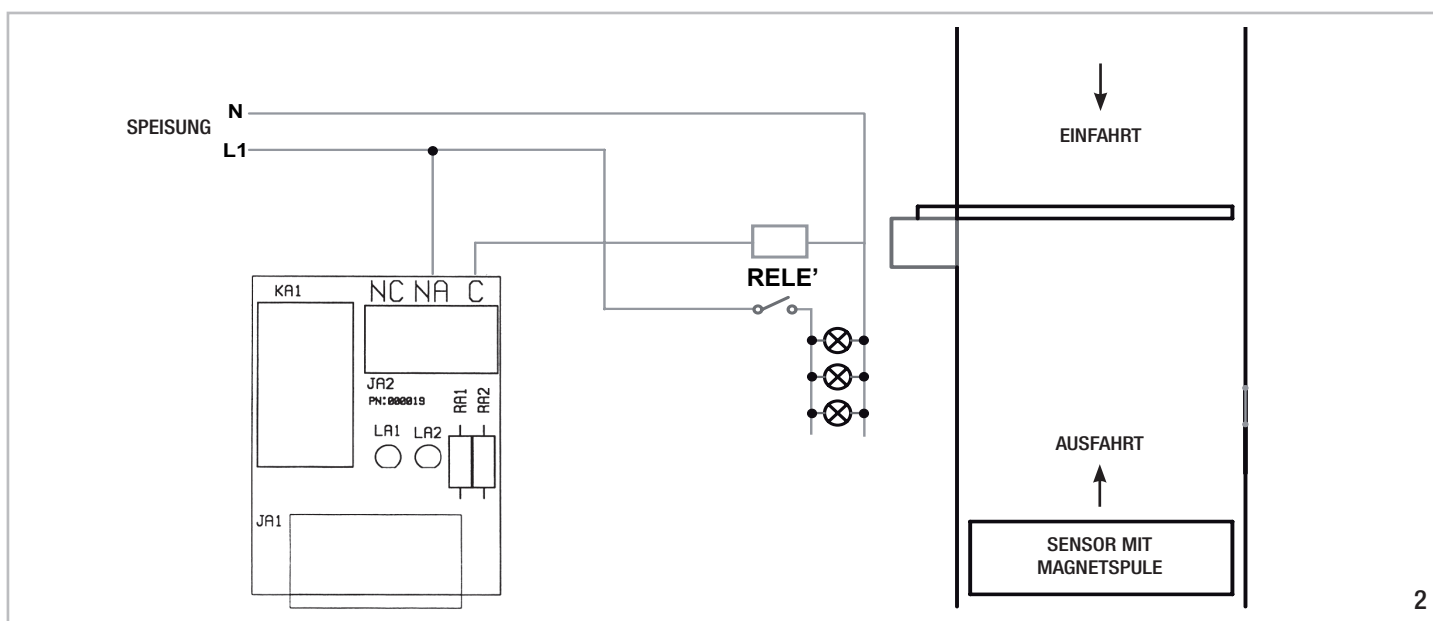 SPEISUNG
N
L1
KA1
NC NA C
JA2
PN:000019
RA1
RA2
LA1 LA2
JA1
RELE’
EINFAHRT
AUSFAHRT
SENSOR MIT
MAGNETSPULE
2